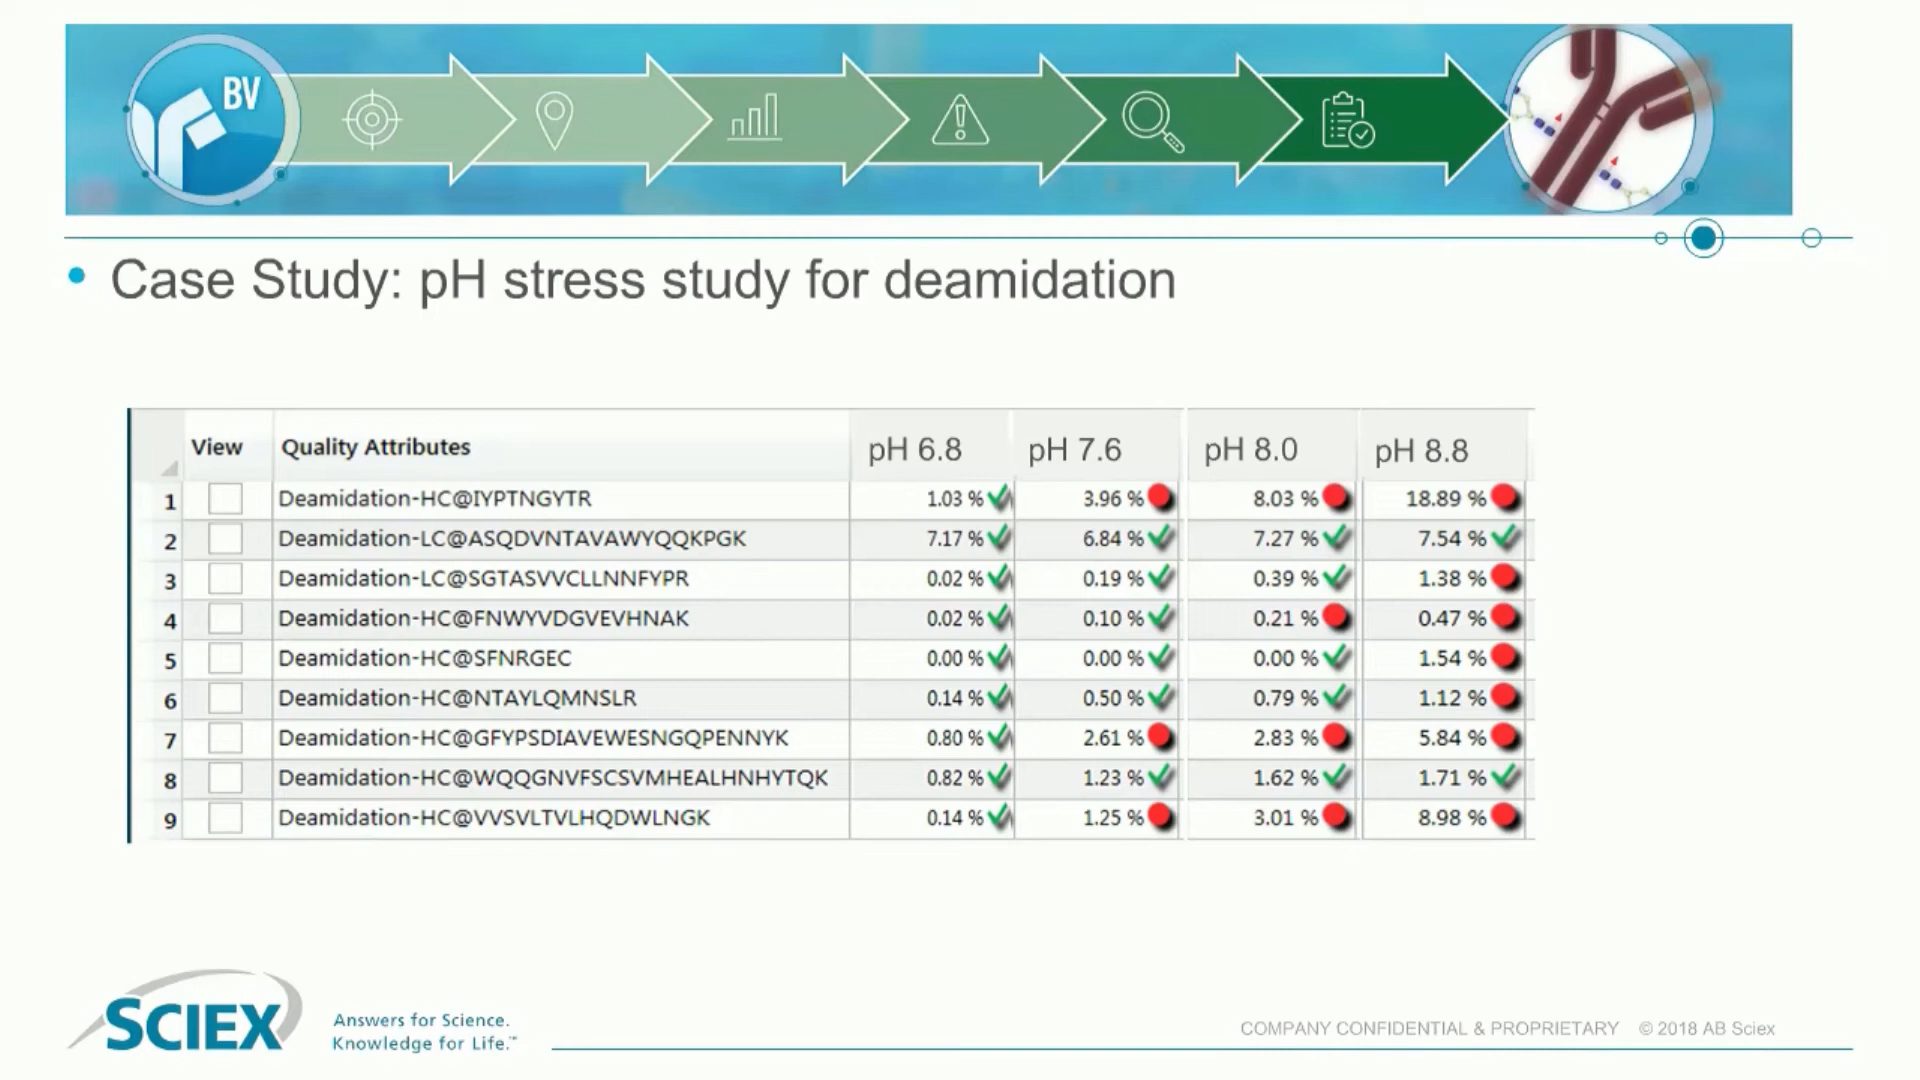 BV
• Case Study: pH stress study for deamidation
View Quality Attributes pH 6.8 pH 7.6 pH 8.0 pH 8.8
1 Deamidation-HC@IYPTNGYTR 1.03 % 3.96 % 8.03 % 18.89 %
2 Deamidation-LC@ASQDVNTAVAWYQQKPGK 7.17 % 6.84 % 7.27 % 7.54 %
3 Deamidation-LC@SGTASVVCLLNNFYPR 0.02 % 0.19 % 0.39 % 1.38 %
4 Deamidation-HC@FNWYVDGVEVHNAK 0.02 % 0.10 % 0.21 % 0.47 %
5 Deamidation-HC@SFNRGEC 0.00 % 0.00 % 0.00 % 1.54 %
6 Deamidation-HC@NTAYLQMNSLR 0.14 % 0.50 % 0.79 % 1.12 %
7 Deamidation-HC@GFYPSDIAVEWESNGQPENNYK 0.80 % 2.61 % 2.83 % 5.84 %
8 Deamidation-HC@WQQGNVFSCSVMHEALHNHYTQK 0.82 % 1.23 % 1.62 % 1.71 %
9 Deamidation-HC@VVSVLTVLHQDWLNGK 0.14 % 1.25 % 3.01 % 8.98 %
SCIEX
Answers for Science.
Knowledge for Life.™
COMPANY CONFIDENTIAL & PROPRIETARY © 2018 AB Sciex